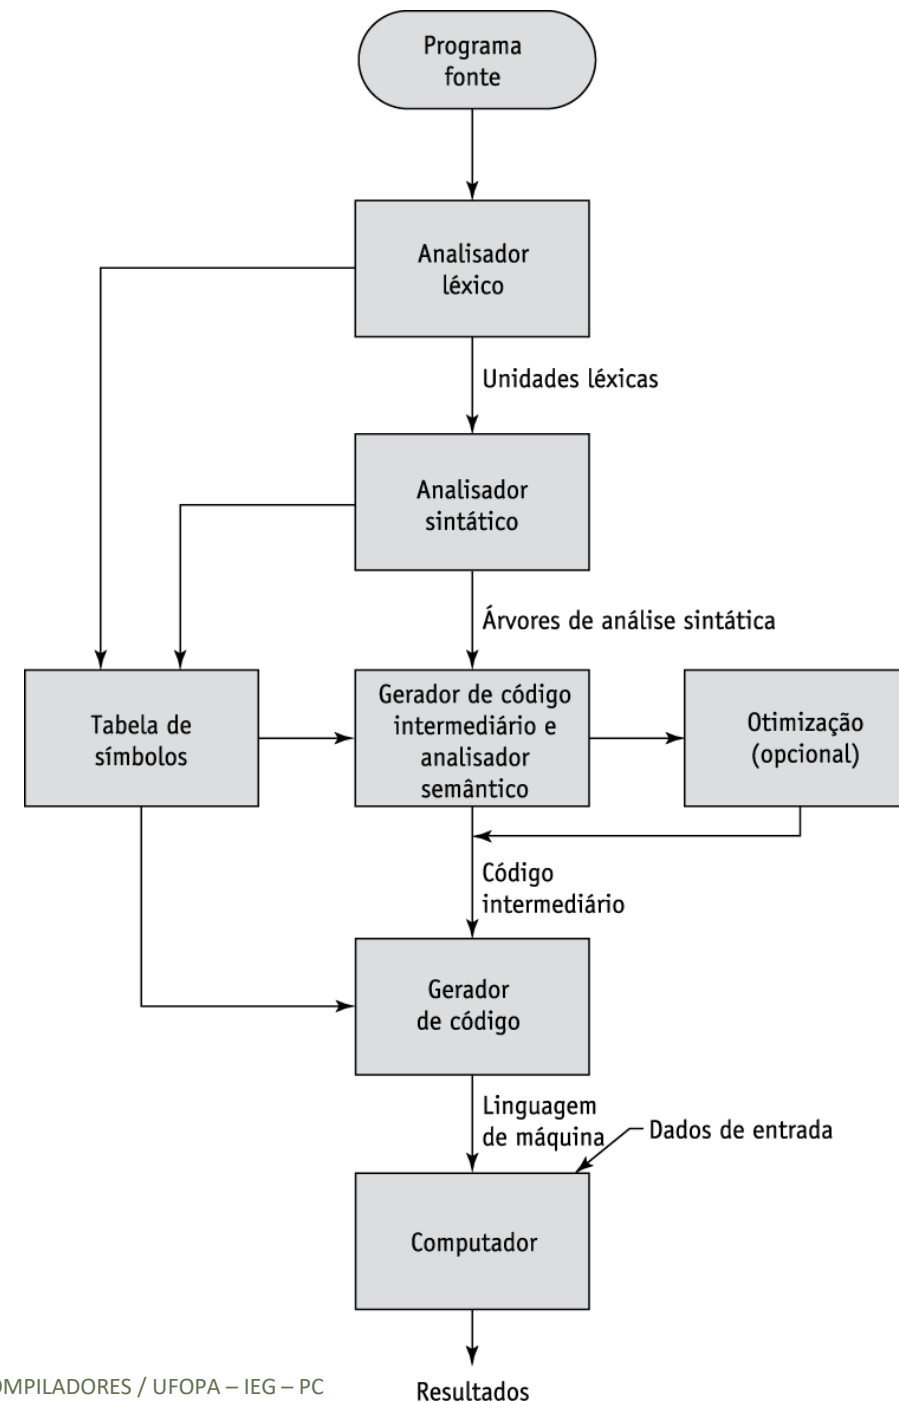 Programa
fonte
Analisador
léxico
Unidades léxicas
Analisador
sintático
Árvores de análise sintática
Tabela de
símbolos
Gerador de código
intermediário e
analisador
semântico
Otimização
(opcional)
Código
intermediário
Gerador
de código
Linguagem
de máquina
Dados de entrada
Computador
Resultados
OMPILADORES / UFOPA – IEG – PC